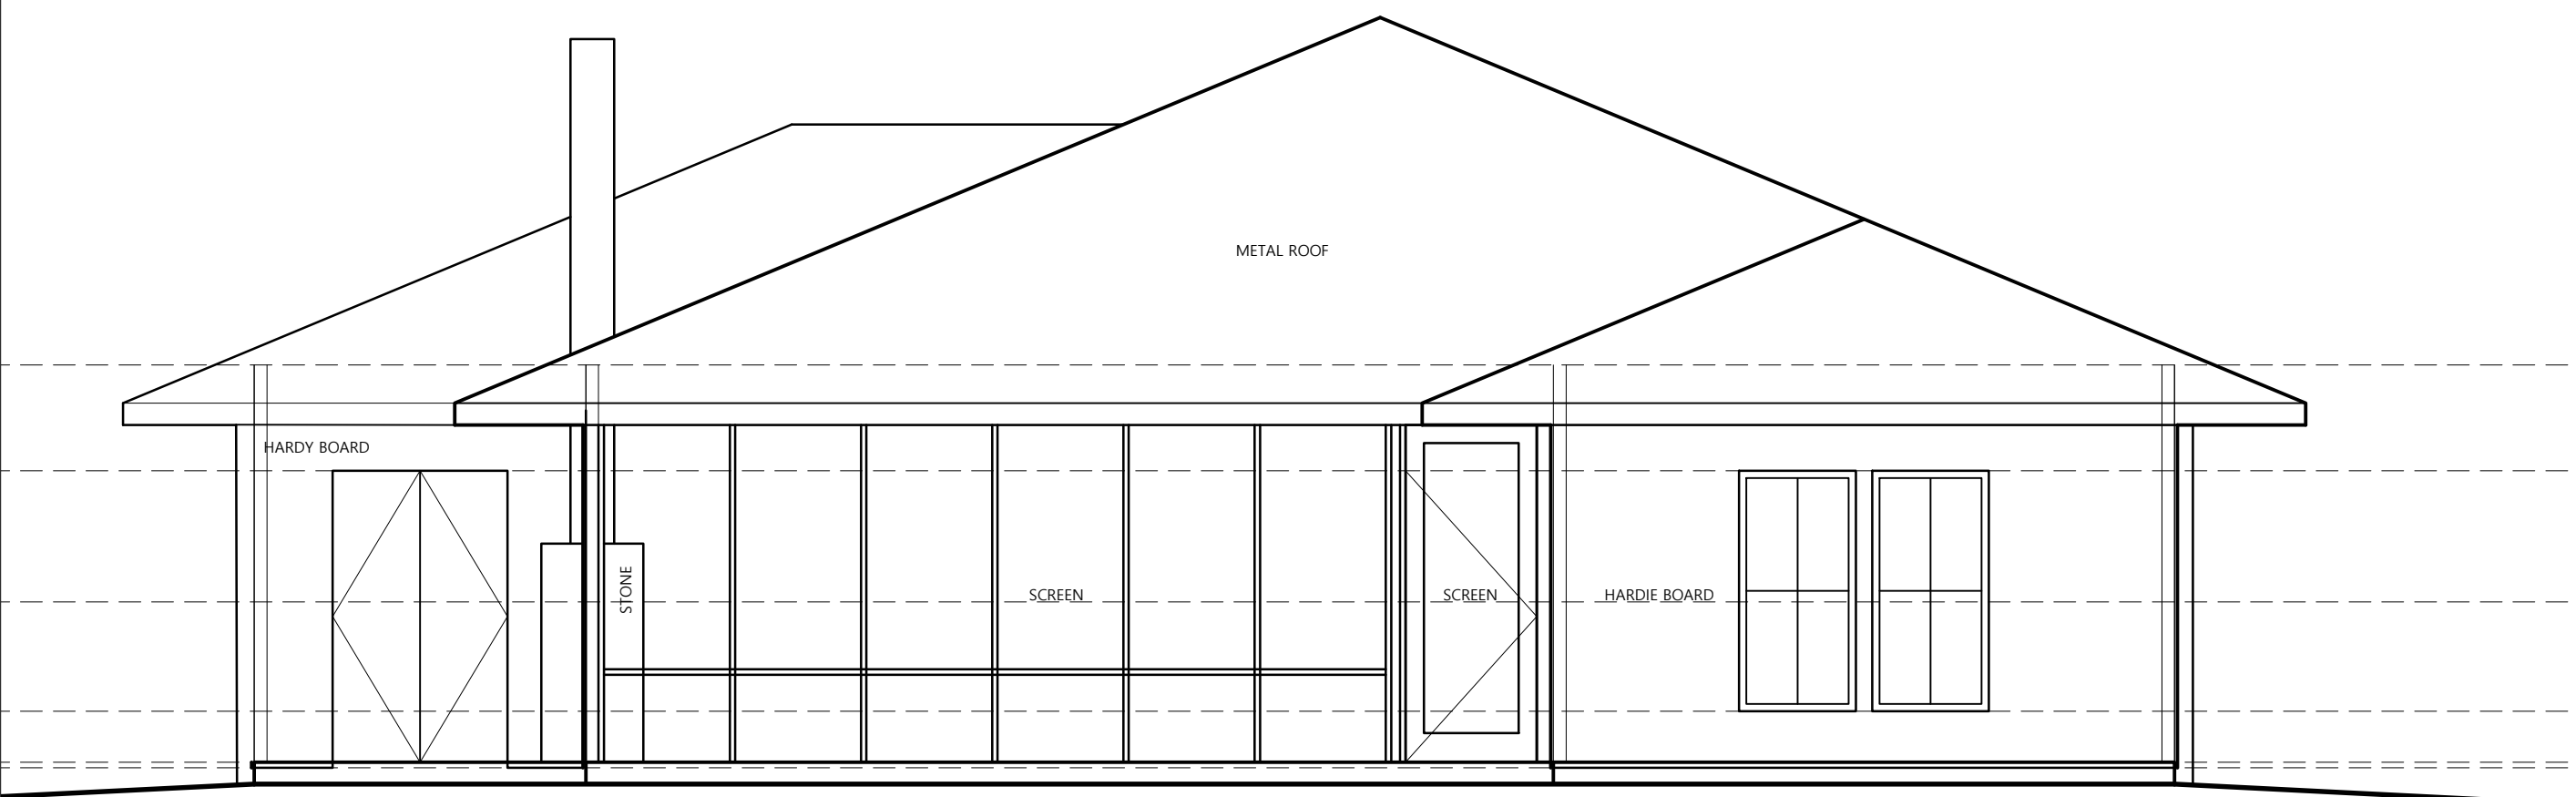 METAL ROOF
HARDY BOARD
STONE
SCREEN
SCREEN
HARDIE BOARD